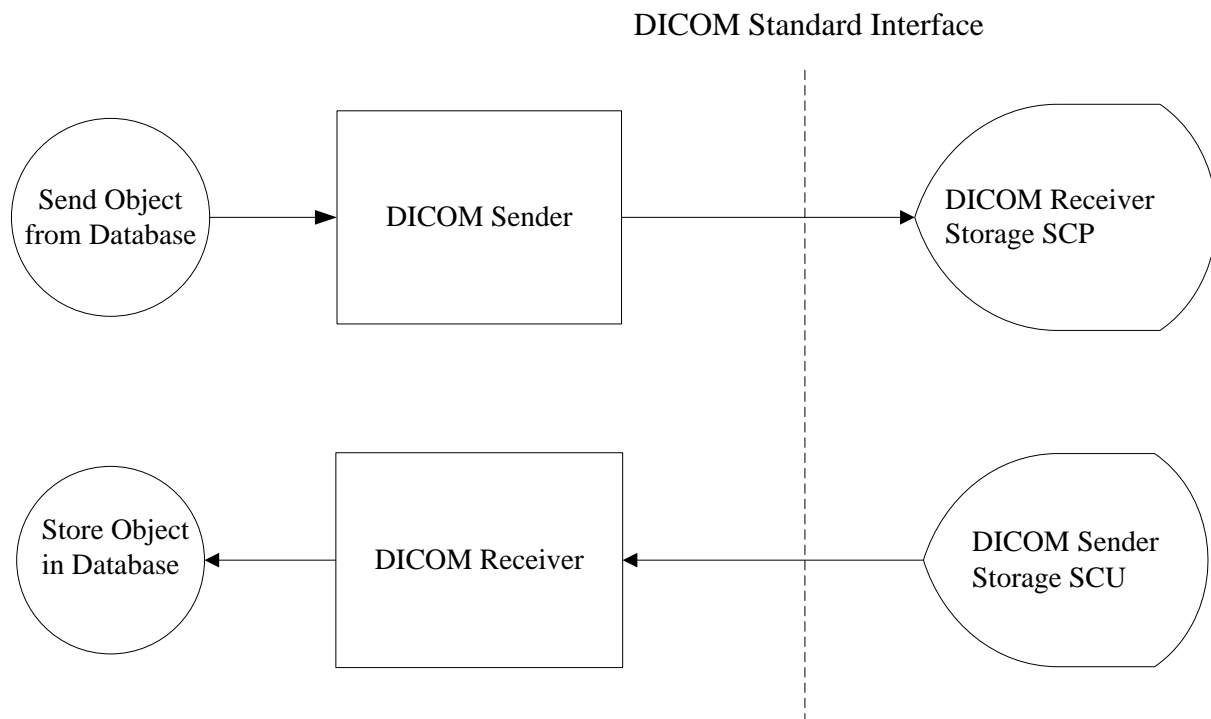 DICOM Standard Interface
Send Object
from Database
DICOM Sender
DICOM Receiver
Storage SCP
Store Object
in Database
DICOM Receiver
DICOM Sender
Storage SCU